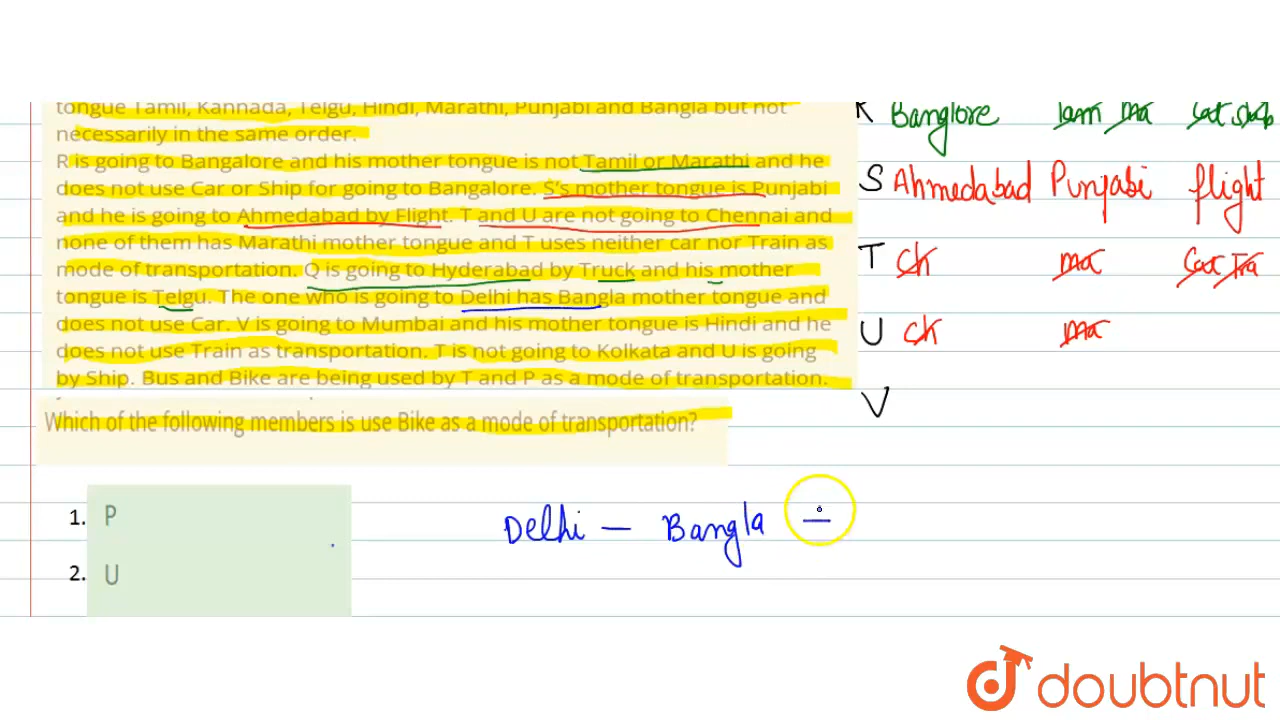 tongue Tamil, Kannada, Telgu, Hindi, Marathi, Punjabi and Bangla but not
necessarily in the same order.
R is going to Bangalore and his mother tongue is not Tamil or Marathi and he
does not use Car or Ship for going to Bangalore. S's mother tongue is Punjabi
and he is going to Ahmedabad by Flight. T and U are not going to Chennai and
none of them has Marathi mother tongue and T uses neither car nor Train as
mode of transportation. Q is going to Hyderabad by Truck and his mother
tongue is Telgu. The one who is going to Delhi has Bangla mother tongue and
does not use Car. V is going to Mumbai and his mother tongue is Hindi and he
does not use Train as transportation. T is not going to Kolkata and U is going
by Ship. Bus and Bike are being used by T and P as a mode of transportation.
Which of the following members is use Bike as a mode of transportation?
1. P
2. U
Delhi — Bangla —
R Banglore Tam Ma Car Ship
S Ahmedabad Punjabi flight
T Ch Ma Car Tra
U Ch Ma
V
doubtnut